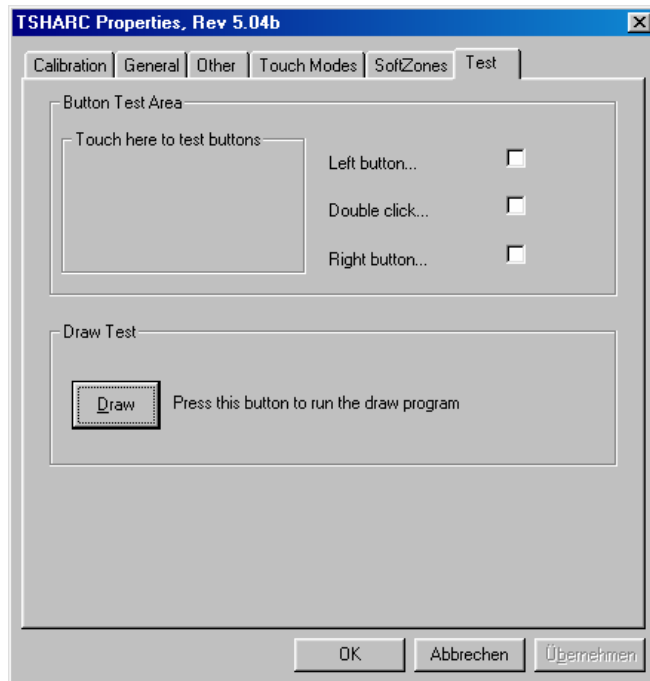 TSHARC Properties, Rev 5.04b
Calibration General Other Touch Modes SoftZones Test
Button Test Area
Touch here to test buttons
Left button...
Double click...
Right button...
Draw Test
Draw Press this button to run the draw program
OK Abbrechen Übernehmen